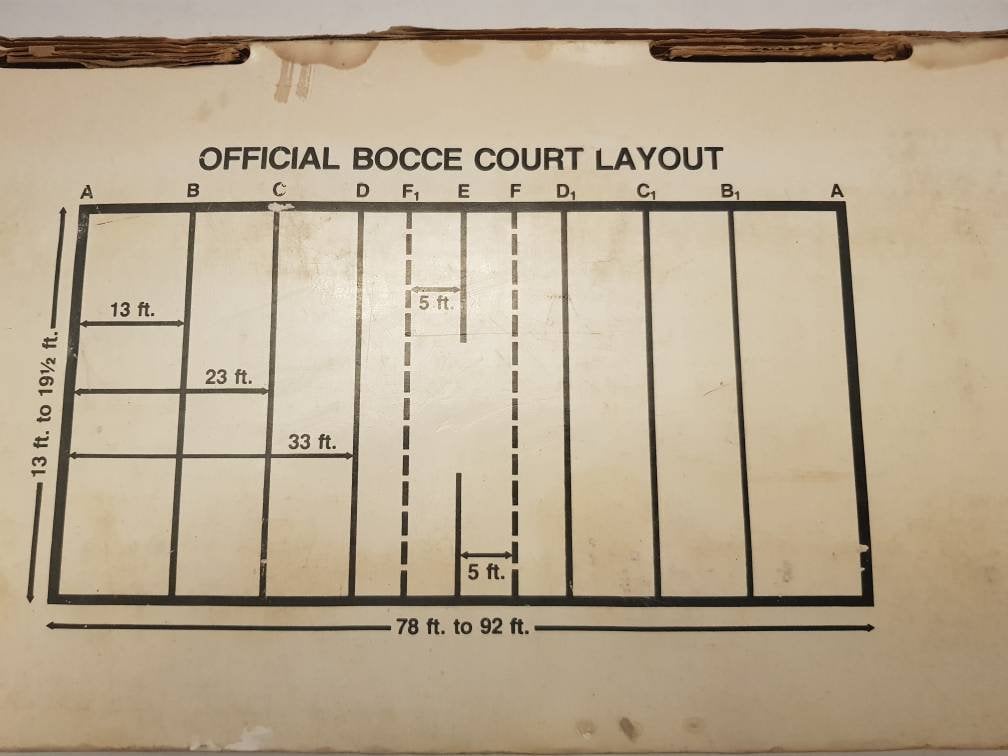 OFFICIAL BOCCE COURT LAYOUT
A B C D F₁ E F D₁ C₁ B₁ A
5 ft.
13 ft.
23 ft.
13 ft. to 19½ ft.
33 ft.
5 ft.
78 ft. to 92 ft.